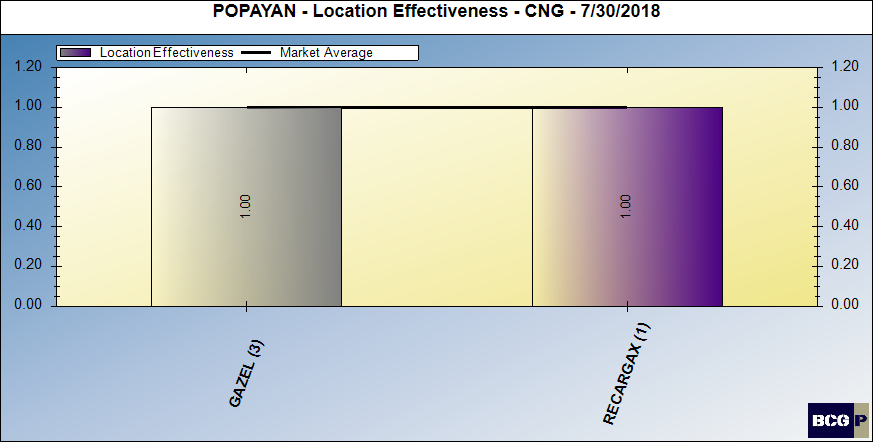 POPAYAN - Location Effectiveness - CNG - 7/30/2018
Location Effectiveness Market Average
1.20 1.20
1.00 1.00
0.80 0.80
0.60 0.60
0.40 0.40
0.20 0.20
0.00 0.00
1.00 1.00
GAZEL (3)
RECARGAX (1)
BCG P